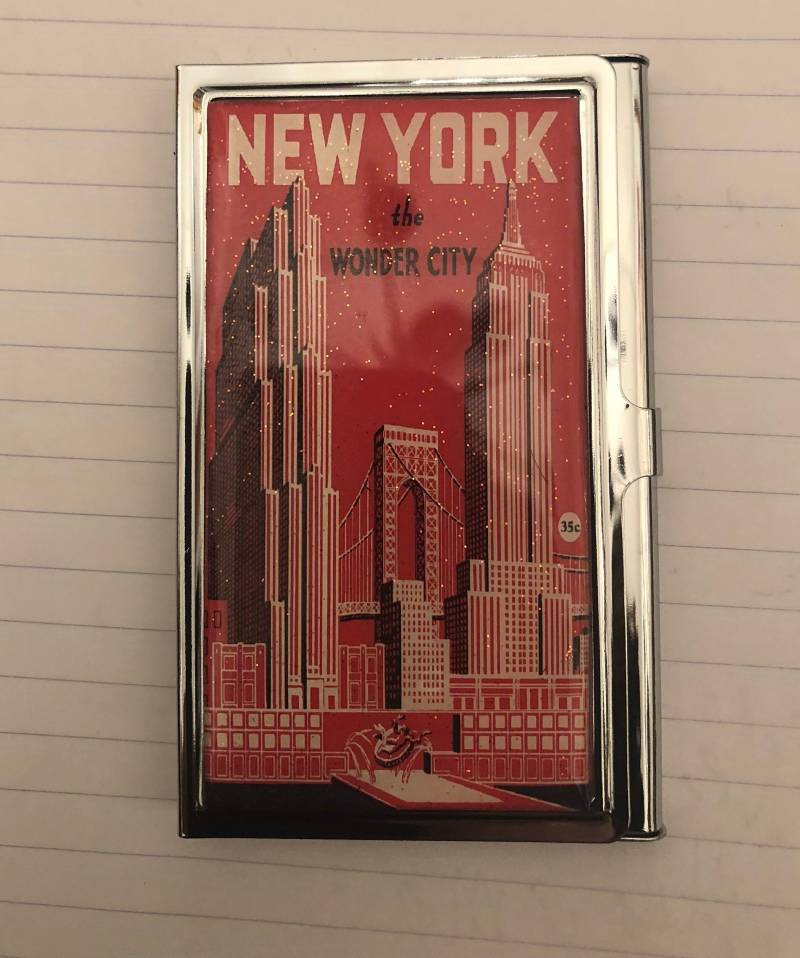 NEW YORK
the
WONDER CITY
35c